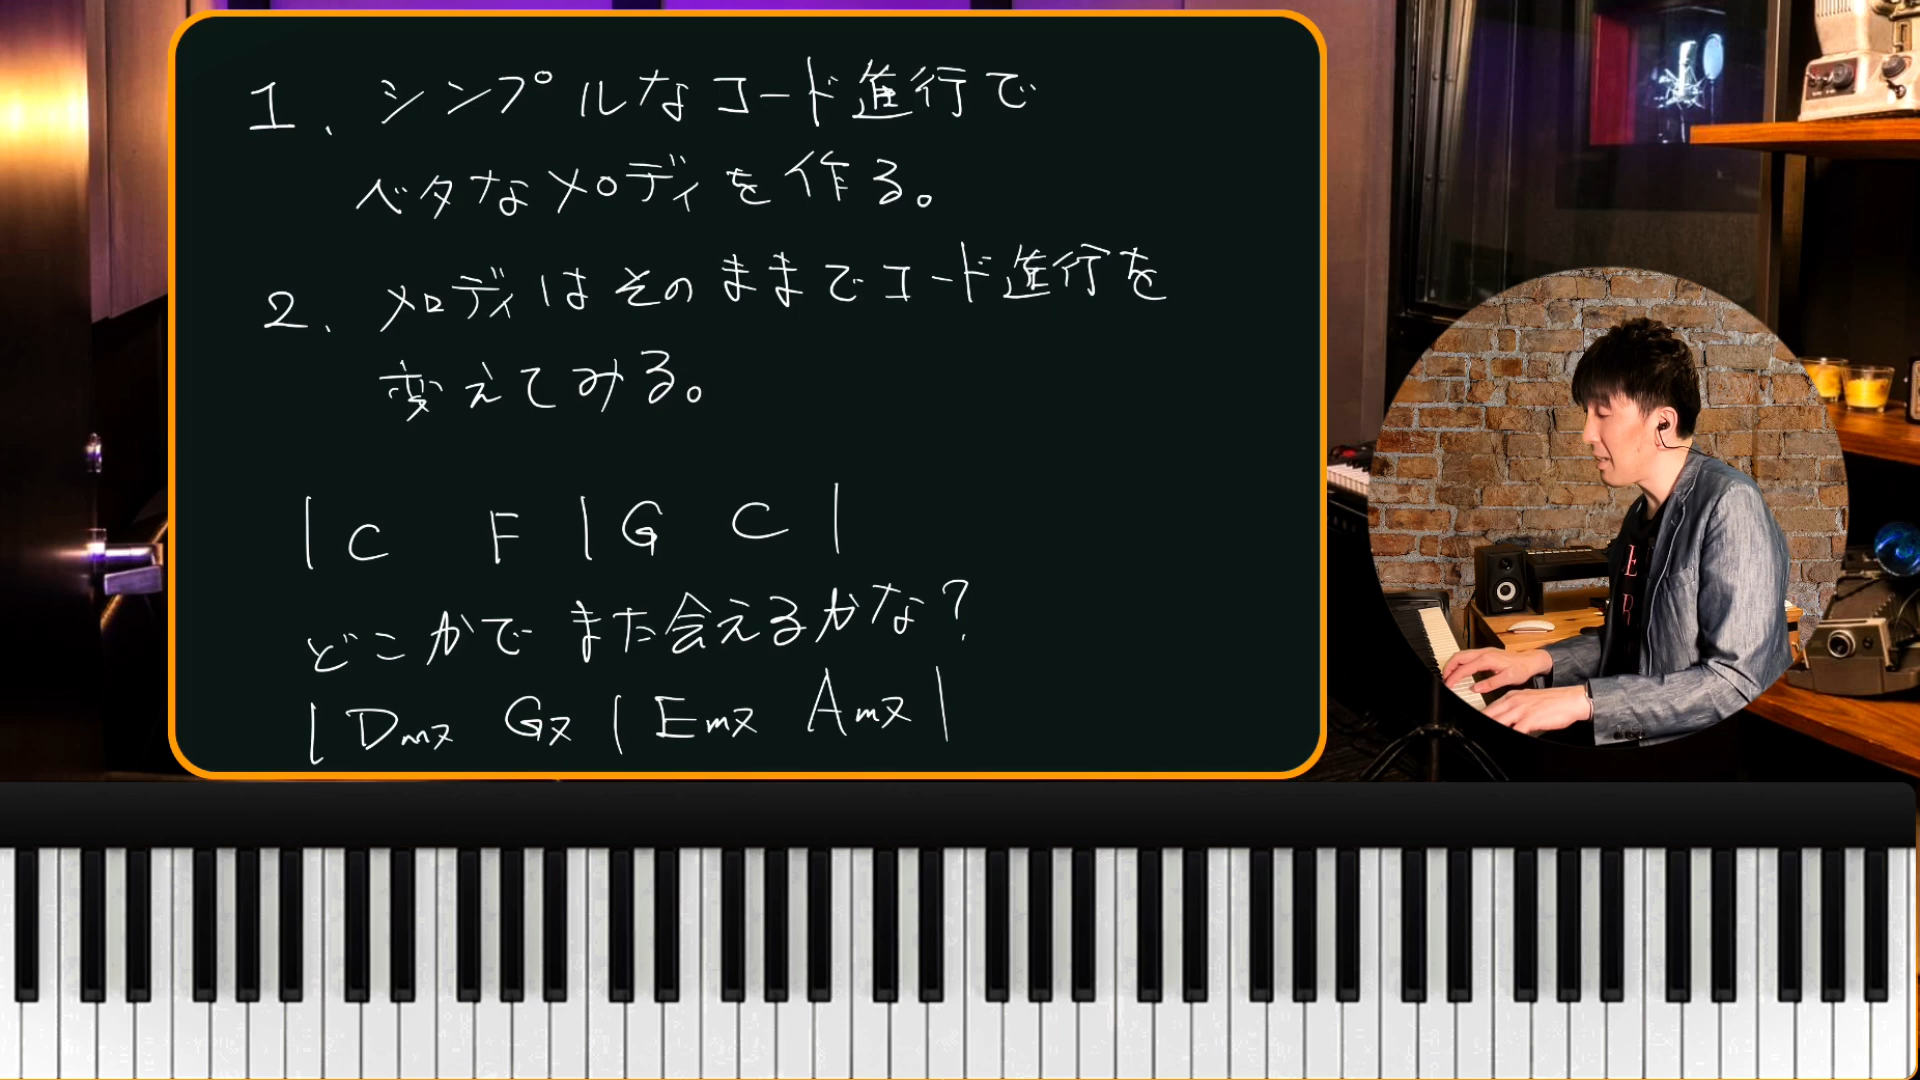 1. シンプルなコード進行で
ベタなメロディを作る。
2. メロディはそのままでコード進行を
変えてみる。
| C F | G C |
どこかでまた会えるかな?
| Dm7 G7 | Em7 Am7 |